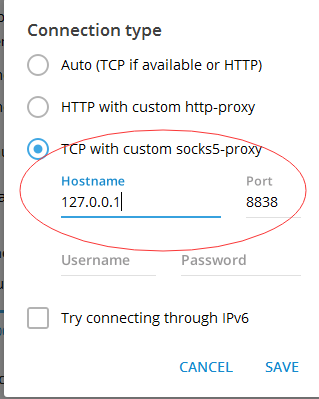 Connection type
Auto (TCP if available or HTTP)
HTTP with custom http-proxy
TCP with custom socks5-proxy
Hostname Port
127.0.0.1 8838
Username Password
Try connecting through IPv6
CANCEL SAVE